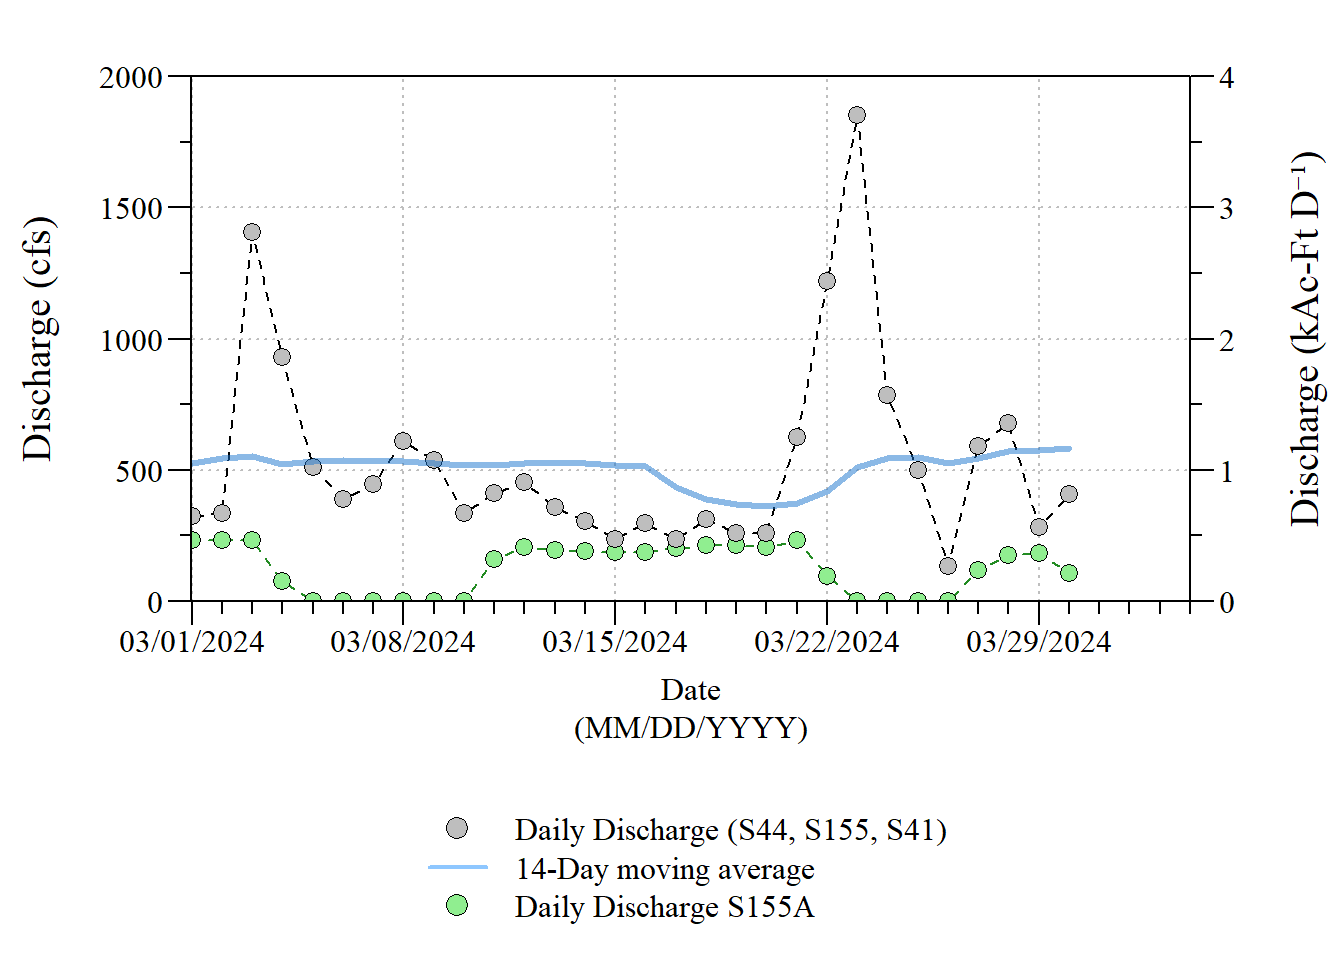 2000
1500
1000
500
0
Discharge (cfs)
4
3
2
1
0
Discharge (kAc-Ft D⁻¹)
03/01/2024
03/08/2024
03/15/2024
03/22/2024
03/29/2024
Date
(MM/DD/YYYY)
Daily Discharge (S44, S155, S41)
14-Day moving average
Daily Discharge S155A